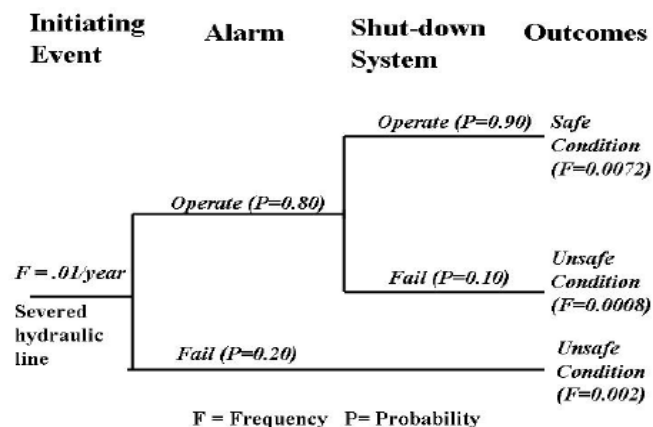 Initiating
Event
Alarm
Shut-down
System
Outcomes
Operate (P=0.90)
Safe
Condition
(F=0.0072)
Operate (P=0.80)
F = .01/year
Severed
hydraulic
line
Fail (P=0.10)
Unsafe
Condition
(F=0.0008)
Fail (P=0.20)
Unsafe
Condition
(F=0.002)
F = Frequency P= Probability